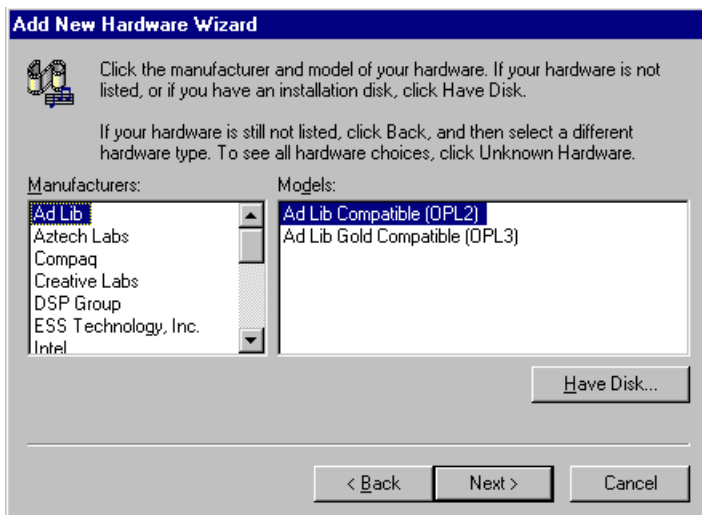 Add New Hardware Wizard
Click the manufacturer and model of your hardware. If your hardware is not
listed, or if you have an installation disk, click Have Disk.
If your hardware is still not listed, click Back, and then select a different
hardware type. To see all hardware choices, click Unknown Hardware.
Manufacturers:
Ad Lib
Aztech Labs
Compaq
Creative Labs
DSP Group
ESS Technology, Inc.
Intel
Models:
Ad Lib Compatible (OPL2)
Ad Lib Gold Compatible (OPL3)
Have Disk...
< Back
Next >
Cancel